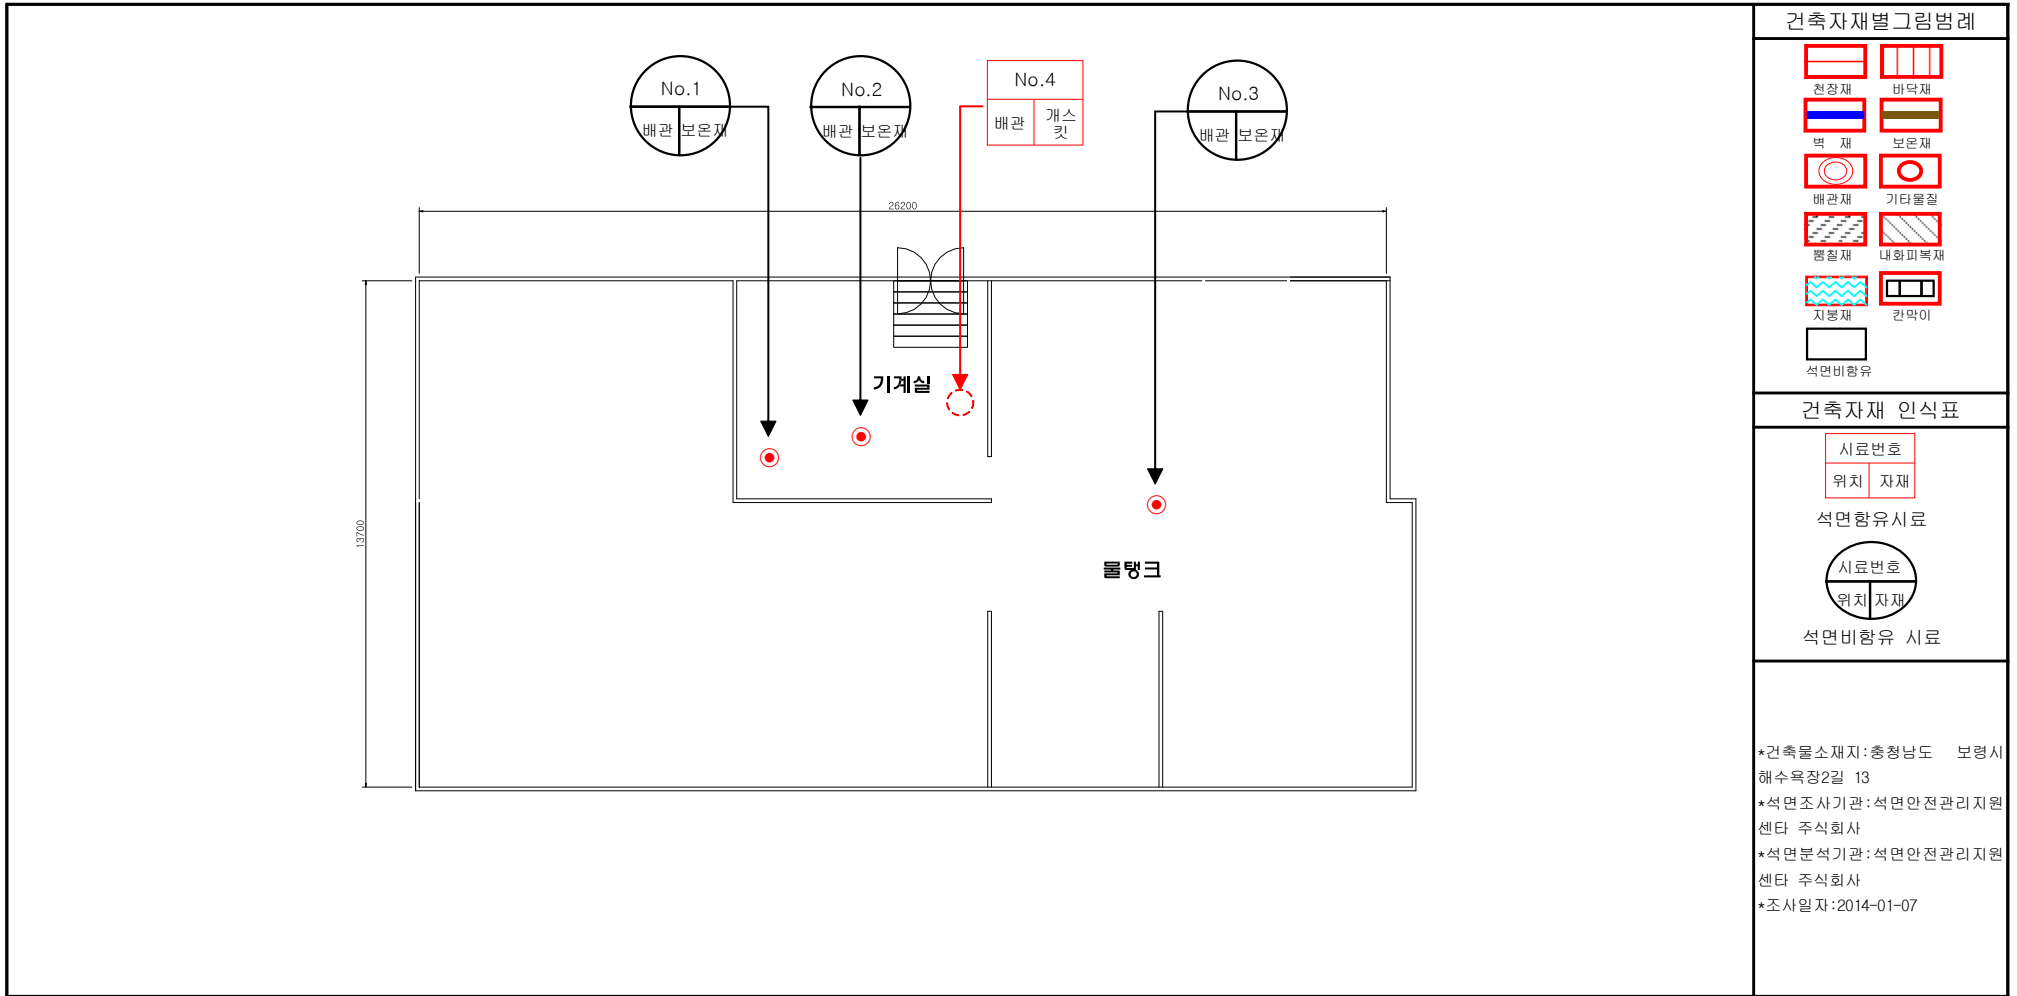 No.1
배관 보온재
No.2
배관 보온재
No.4
배관 개스
킷
No.3
배관 보온재
26200
13700
기계실
물탱크
건축자재별그림범례
천장재 바닥재
벽 재 보온재
배관재 기타물질
뿜칠재 내화피복재
지붕재 칸막이
석면비함유
건축자재 인식표
시료번호
위치 자재
석면함유시료
시료번호
위치 자재
석면비함유 시료
*건축물소재지:충청남도 보령시
해수욕장2길 13
*석면조사기관:석면안전관리지원
센타 주식회사
*석면분석기관:석면안전관리지원
센타 주식회사
*조사일자:2014-01-07